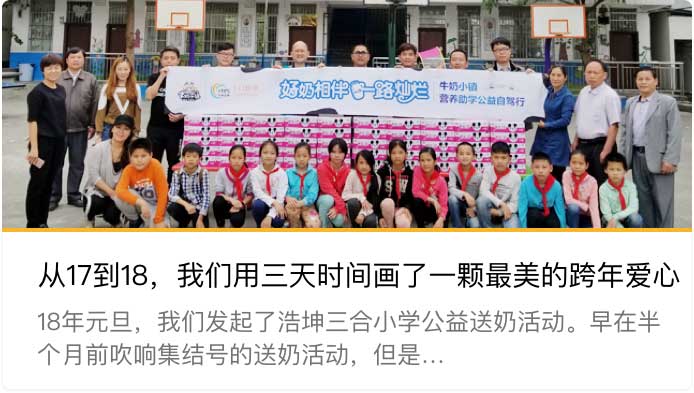 好奶相伴一路灿烂
牛奶小镇
营养助学公益自驾行
从17到18，我们用三天时间画了一颗最美的跨年爱心
18年元旦，我们发起了浩坤三合小学公益送奶活动。早在半
个月前吹响集结号的送奶活动，但是...